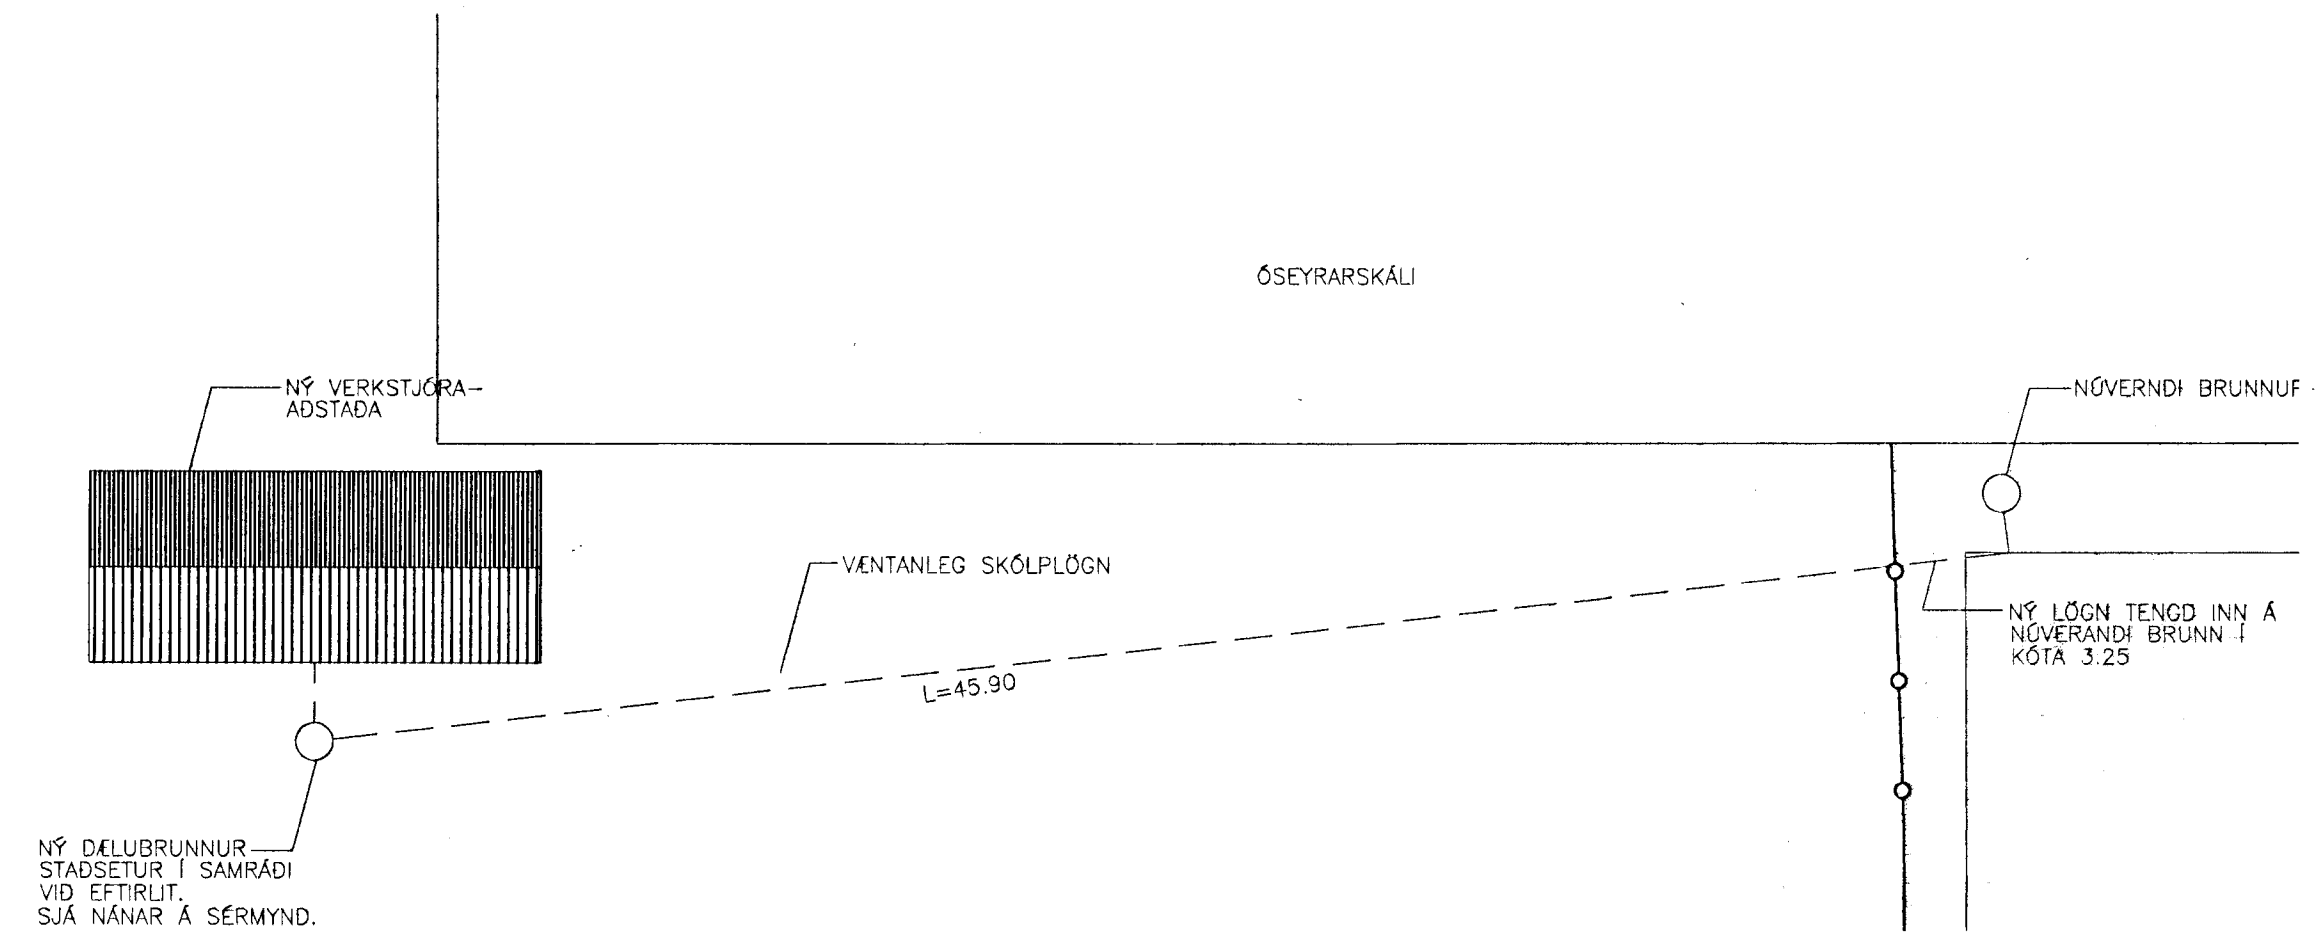 ÓSEYRARSKÁLI
NÝ VERKSTJÓRA-
AÐSTAÐA
NÚVERNDI BRUNNUR
VÆNTANLEG SKÓLPLÖGN
L=45.90
NÝ LÖGN TENGD INN Á
NÚVERANDI BRUNN Í
KÓTA 3.25
NÝ DÆLUBRUNNUR
STAÐSETUR Í SAMRÁÐI
VIÐ EFTIRLIT.
SJÁ NÁNAR Á SÉRMYND.